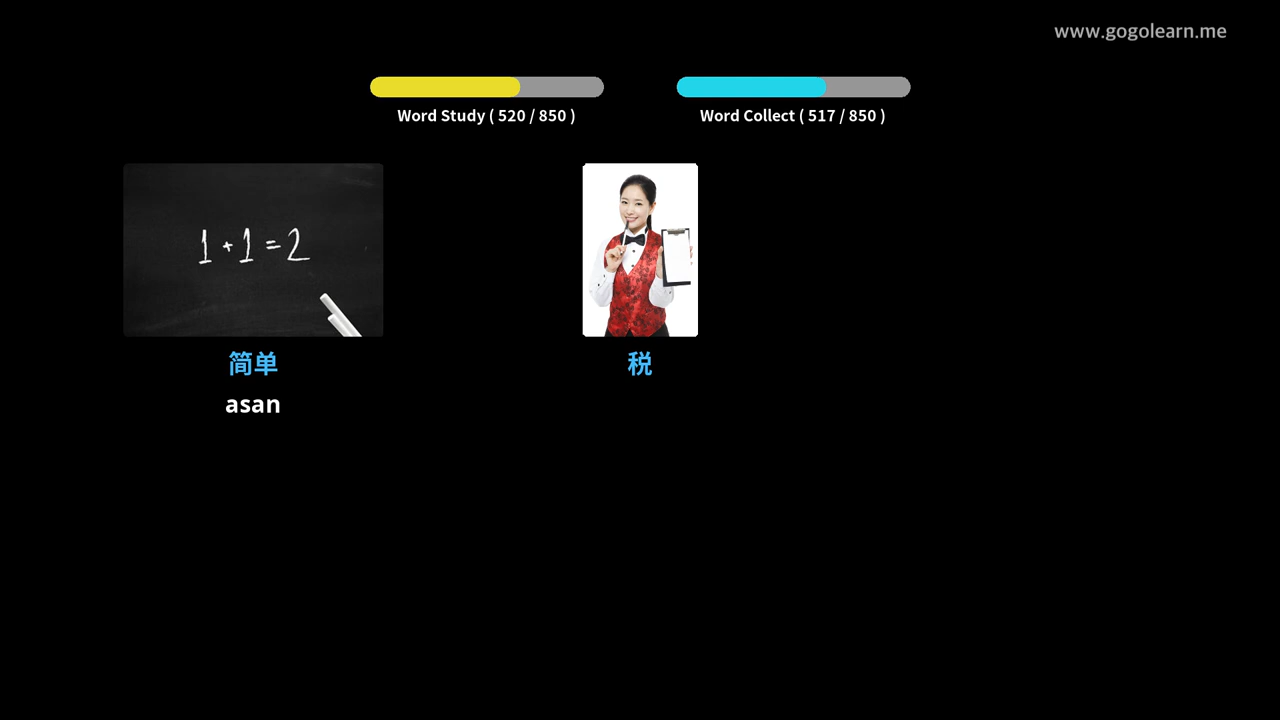 www.gogolearn.me
Word Study ( 520 / 850 )
Word Collect ( 517 / 850 )
1 + 1 = 2
简单
税
asan